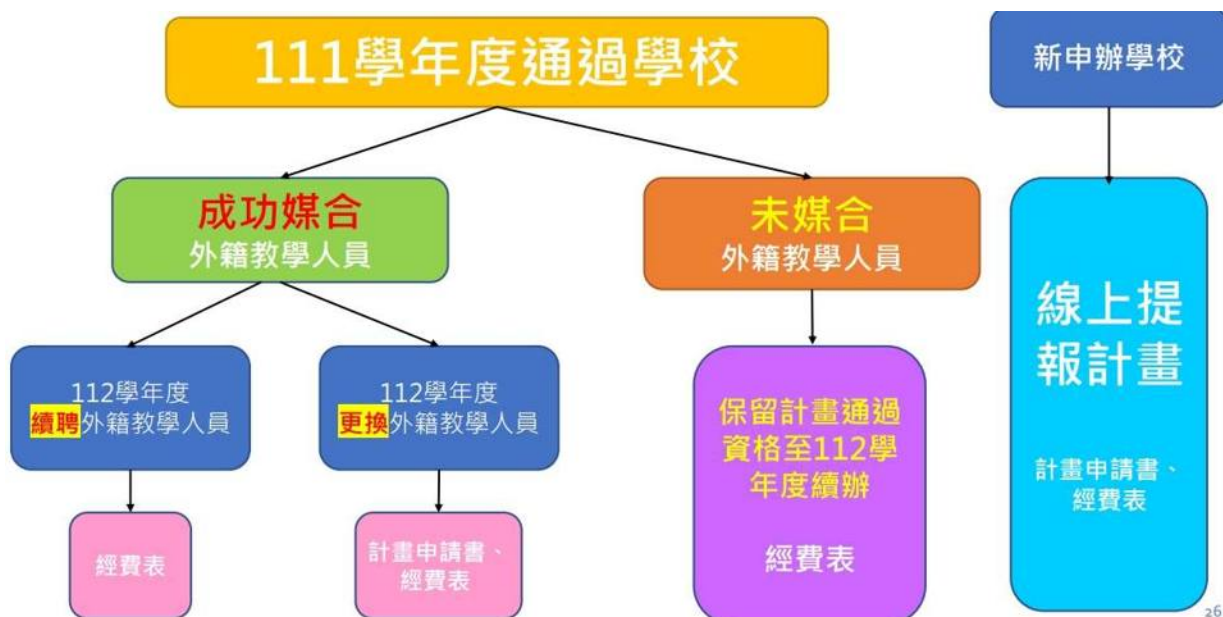 111學年度通過學校
新申辦學校
成功媒合
外籍教學人員
未媒合
外籍教學人員
線上提
報計畫
計畫申請書、
經費表
112學年度
續聘外籍教學人員
112學年度
更換外籍教學人員
保留計畫通過
資格至112學
年度續辦
經費表
經費表
計畫申請書、
經費表
26